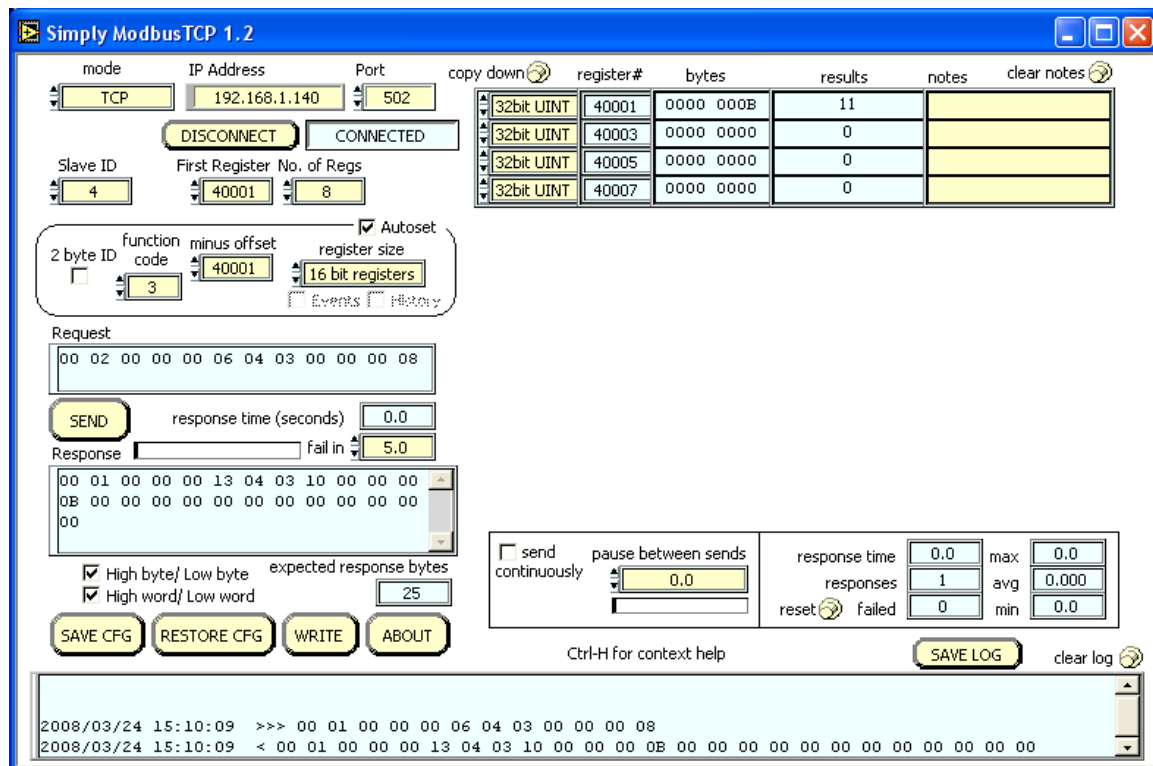 Simply ModbusTCP 1.2
mode IP Address Port
TCP 192.168.1.140 502
DISCONNECT CONNECTED
Slave ID First Register No. of Regs
4 40001 8
Autoset
2 byte ID function code minus offset register size
3 40001 16 bit registers
Events History
Request
00 02 00 00 00 06 04 03 00 00 00 08
SEND response time (seconds) 0.0
Response fail in 5.0
00 01 00 00 00 13 04 03 10 00 00 00
0B 00 00 00 00 00 00 00 00 00 00 00
00
High byte/ Low byte expected response bytes
High word/ Low word 25
SAVE CFG RESTORE CFG WRITE ABOUT
copy down register# bytes results notes clear notes
32bit UINT 40001 0000 000B 11
32bit UINT 40003 0000 0000 0
32bit UINT 40005 0000 0000 0
32bit UINT 40007 0000 0000 0
send continuously pause between sends
0.0
response time 0.0 max 0.0
responses 1 avg 0.000
reset failed 0 min 0.0
Ctrl-H for context help SAVE LOG clear log
2008/03/24 15:10:09 >>> 00 01 00 00 00 06 04 03 00 00 00 08
2008/03/24 15:10:09 < 00 01 00 00 00 13 04 03 10 00 00 00 0B 00 00 00 00 00 00 00 00 00 00 00 00